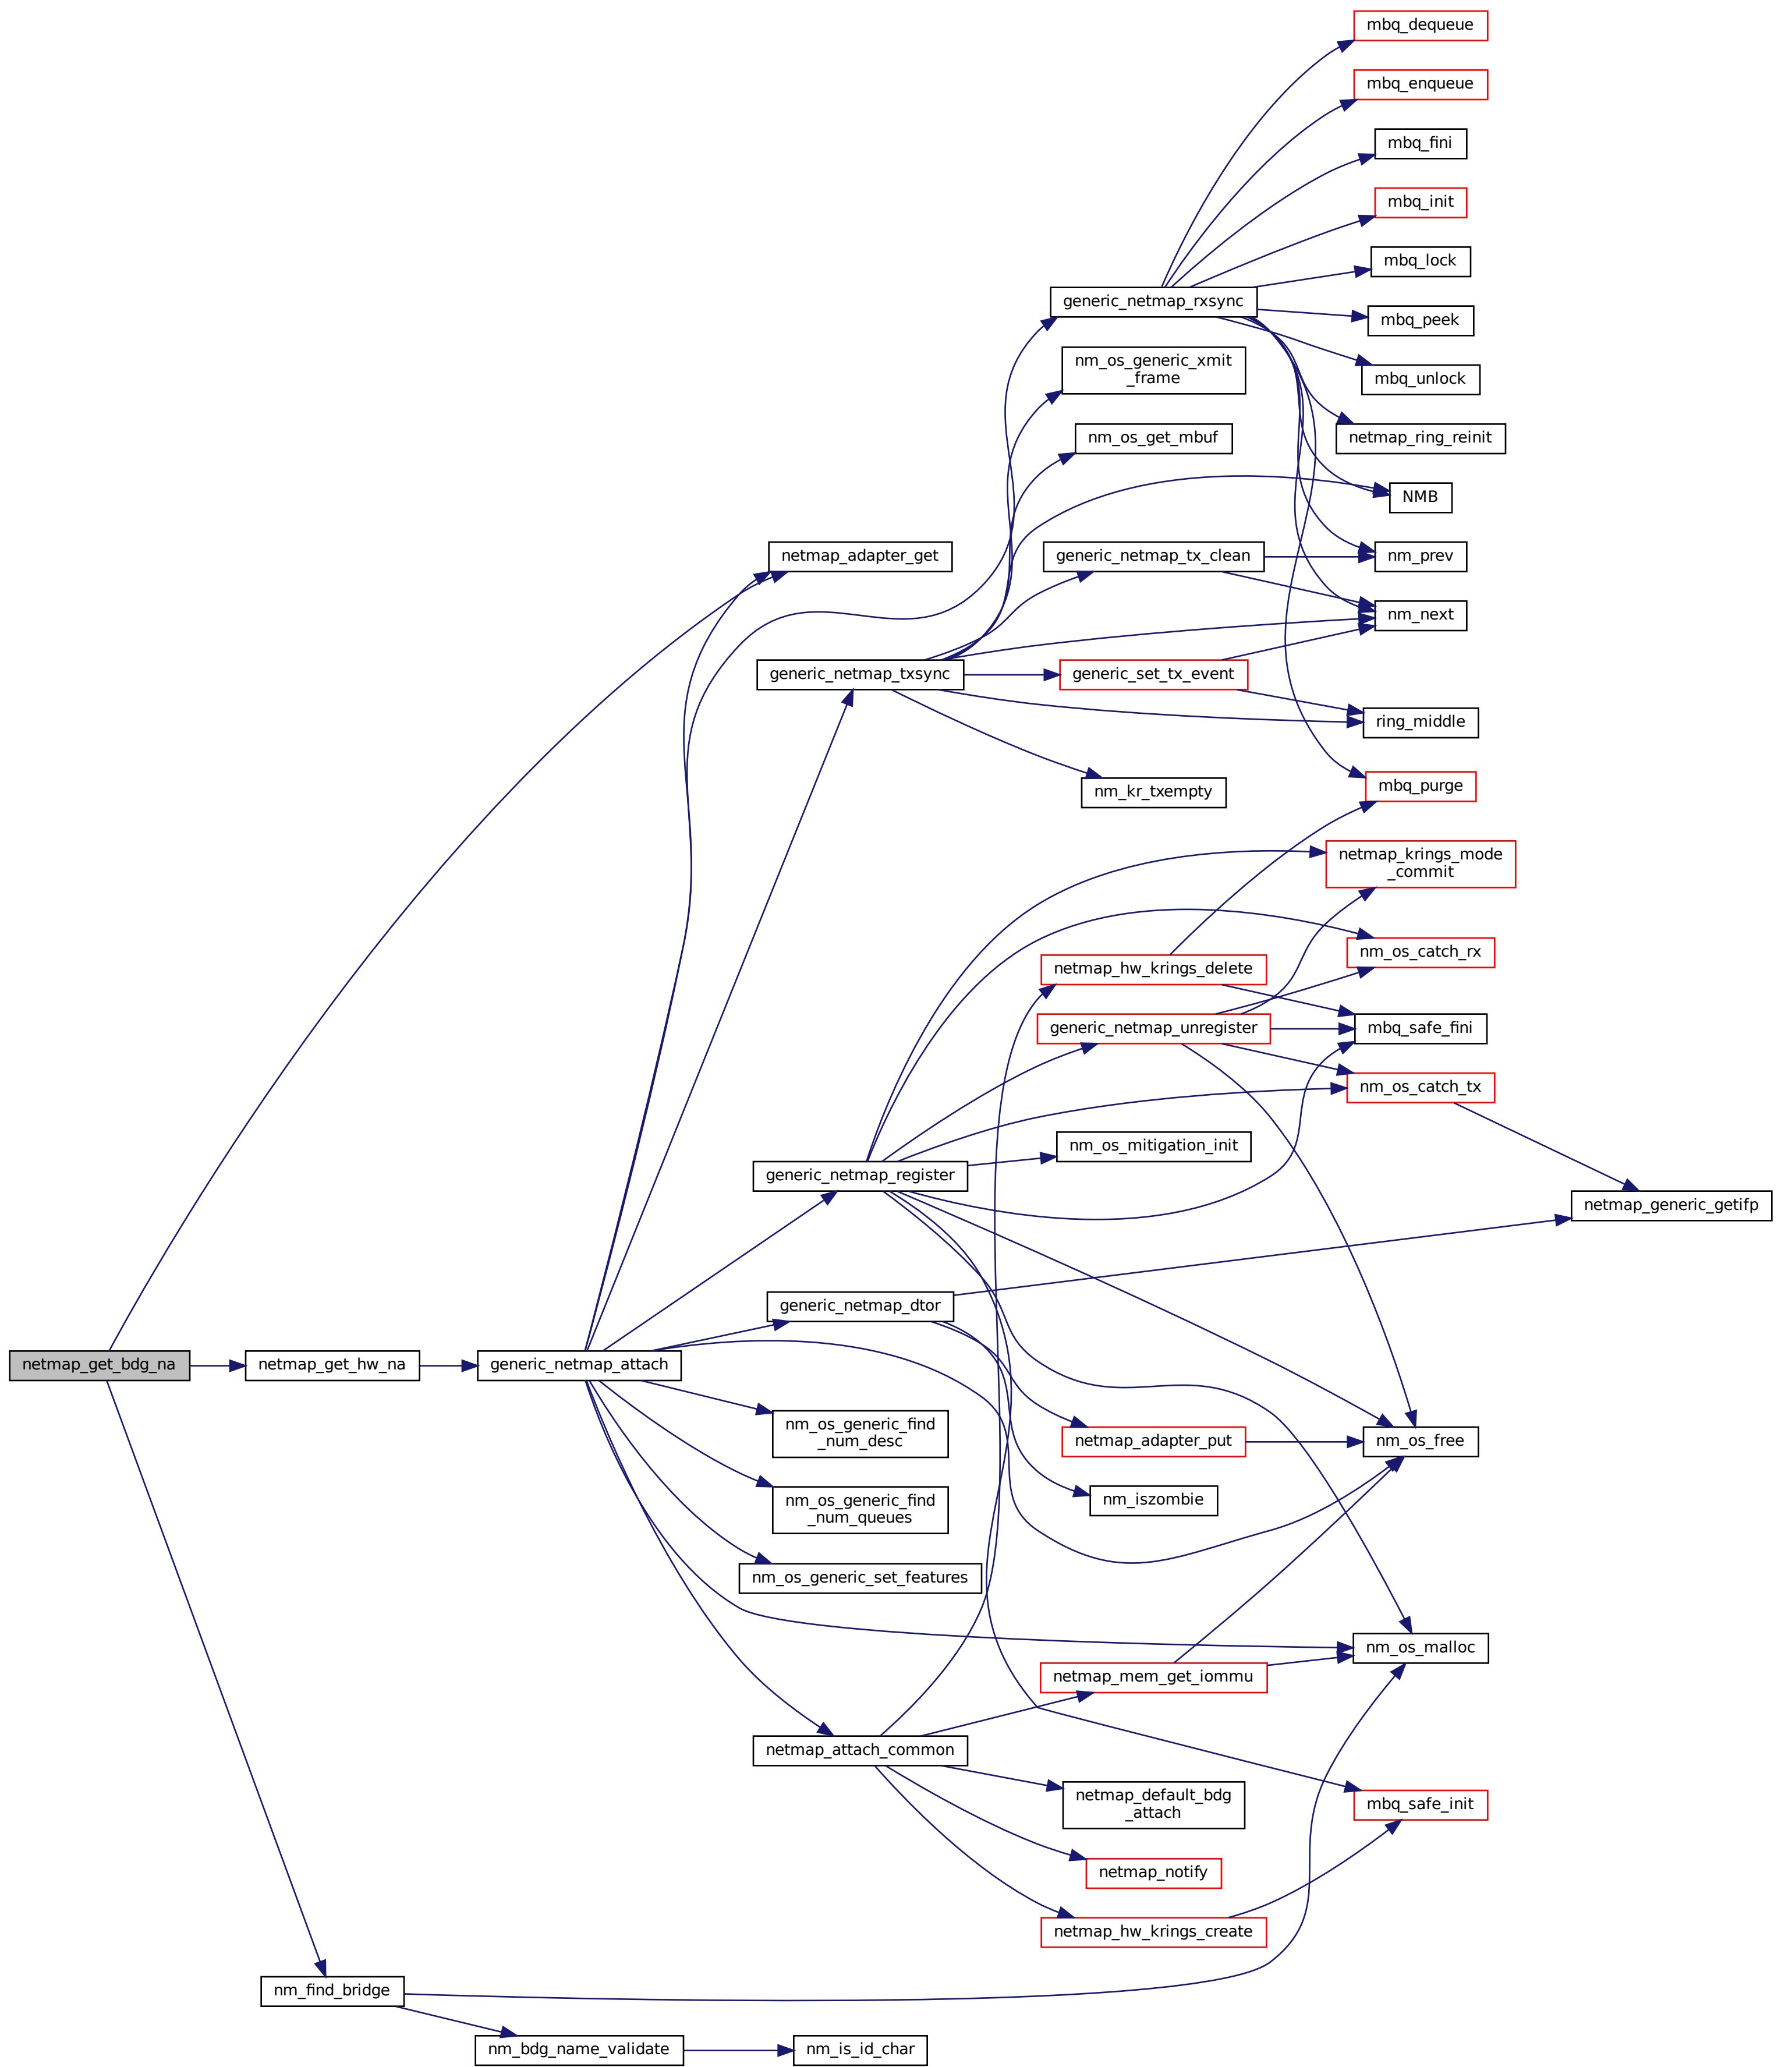 mbq_dequeue
mbq_enqueue
mbq_fini
mbq_init
mbq_lock
generic_netmap_rxsync
mbq_peek
nm_os_generic_xmit
_frame
mbq_unlock
nm_os_get_mbuf
netmap_ring_reinit
NMB
netmap_adapter_get
generic_netmap_tx_clean
nm_prev
nm_next
generic_netmap_txsync
generic_set_tx_event
ring_middle
nm_kr_txempty
mbq_purge
netmap_krings_mode
_commit
nm_os_catch_rx
netmap_hw_krings_delete
generic_netmap_unregister
mbq_safe_fini
nm_os_catch_tx
nm_os_mitigation_init
generic_netmap_register
netmap_generic_getifp
generic_netmap_dtor
netmap_get_bdg_na
netmap_get_hw_na
generic_netmap_attach
nm_os_generic_find
_num_desc
netmap_adapter_put
nm_os_free
nm_os_generic_find
_num_queues
nm_iszombie
nm_os_generic_set_features
nm_os_malloc
netmap_mem_get_iommu
netmap_attach_common
netmap_default_bdg
_attach
mbq_safe_init
netmap_notify
netmap_hw_krings_create
nm_find_bridge
nm_bdg_name_validate
nm_is_id_char